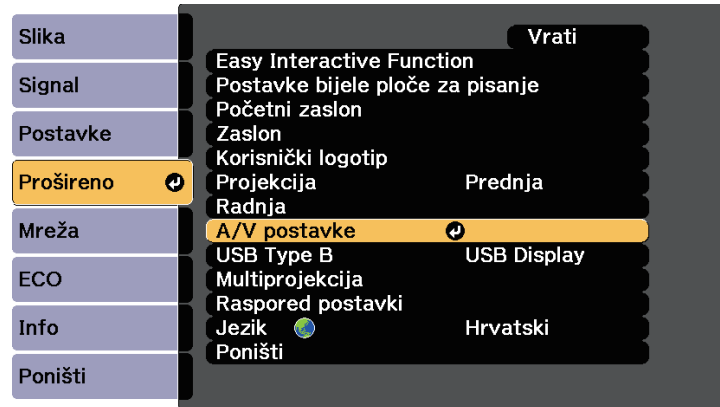 Slika
Signal
Postavke
Prošireno
Mreža
ECO
Info
Poništi
Vrati
Easy Interactive Function
Postavke bijele ploče za pisanje
Početni zaslon
Zaslon
Korisnički logotip
Projekcija Prednja
Radnja
A/V postavke
USB Type B USB Display
Multiprojekcija
Raspored postavki
Jezik Hrvatski
Poništi